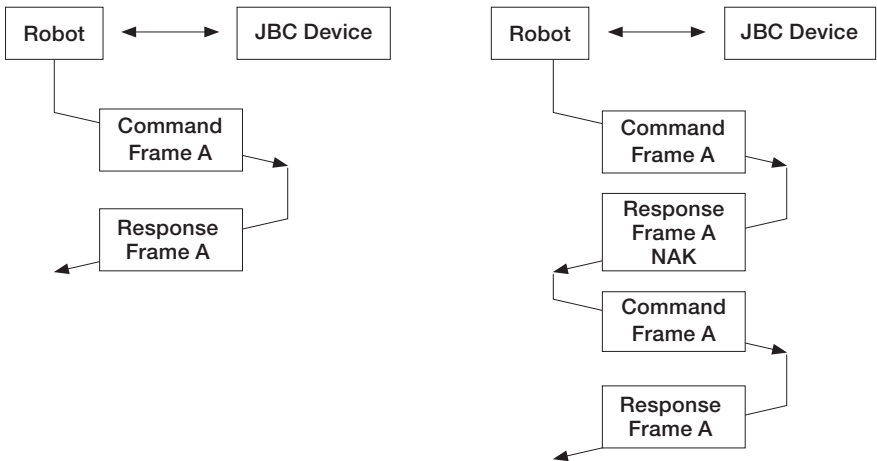 Robot
JBC Device
Command
Frame A
Response
Frame A
Robot
JBC Device
Command
Frame A
Response
Frame A
NAK
Command
Frame A
Response
Frame A